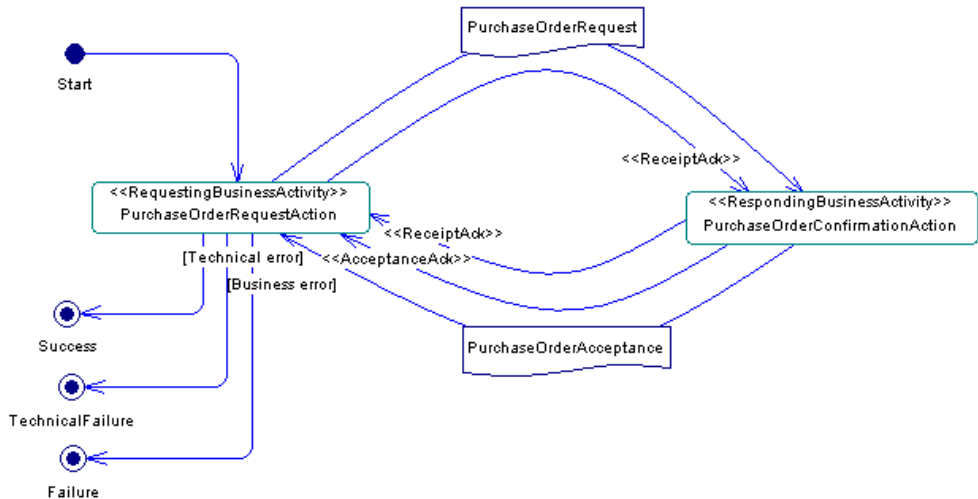 PurchaseOrderRequest
Start
<<ReceiptAck>>
<<RequestingBusinessActivity>>
PurchaseOrderRequestAction
<<RespondingBusinessActivity>>
PurchaseOrderConfirmationAction
<<ReceiptAck>>
[Technical error]
<<AcceptanceAck>>
[Business error]
Success
PurchaseOrderAcceptance
TechnicalFailure
Failure